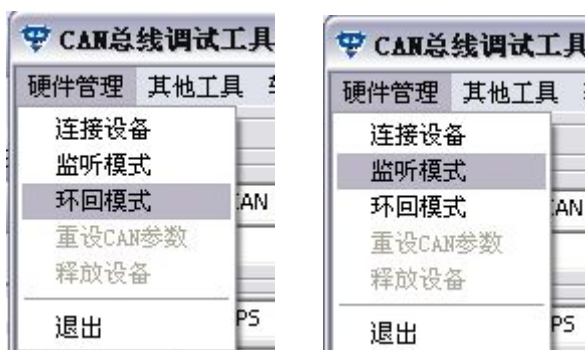 CAN总线调试工具
硬件管理 其他工具
连接设备
监听模式
环回模式
AN
重设CAN参数
释放设备
退出
PS
CAN总线调试工具
硬件管理 其他工具
连接设备
监听模式
环回模式
AN
重设CAN参数
释放设备
退出
PS